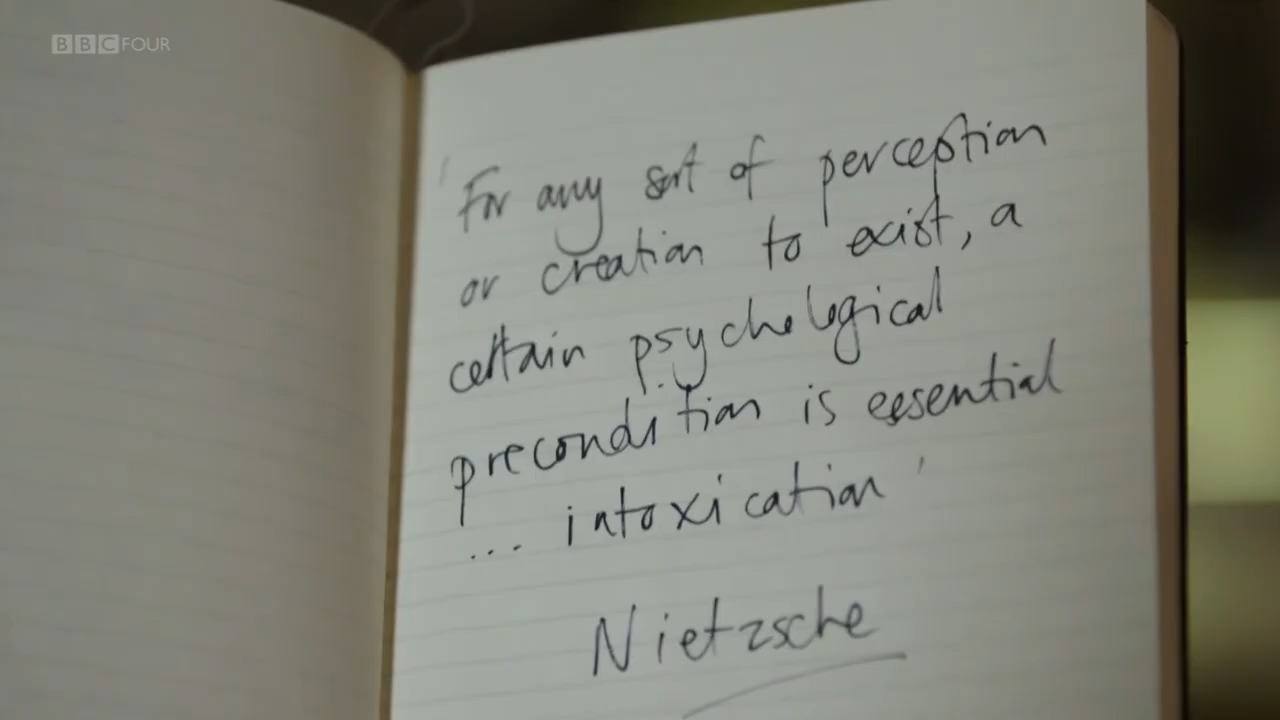 BBC FOUR
'For any sort of perception
or creation to exist, a
certain psychological
precondition is essential
... intoxication'
Nietzsche